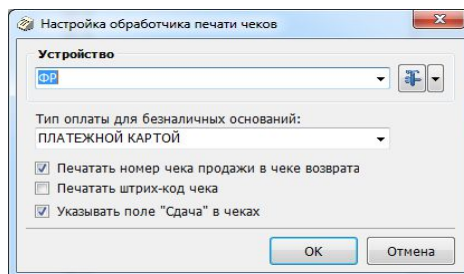 Настройка обработчика печати чеков
Устройство
ФР
Тип оплаты для безналичных оснований:
ПЛАТЕЖНОЙ КАРТОЙ
Печатать номер чека продажи в чеке возврата
Печатать штрих-код чека
Указывать поле "Сдача" в чеках
ОК
Отмена